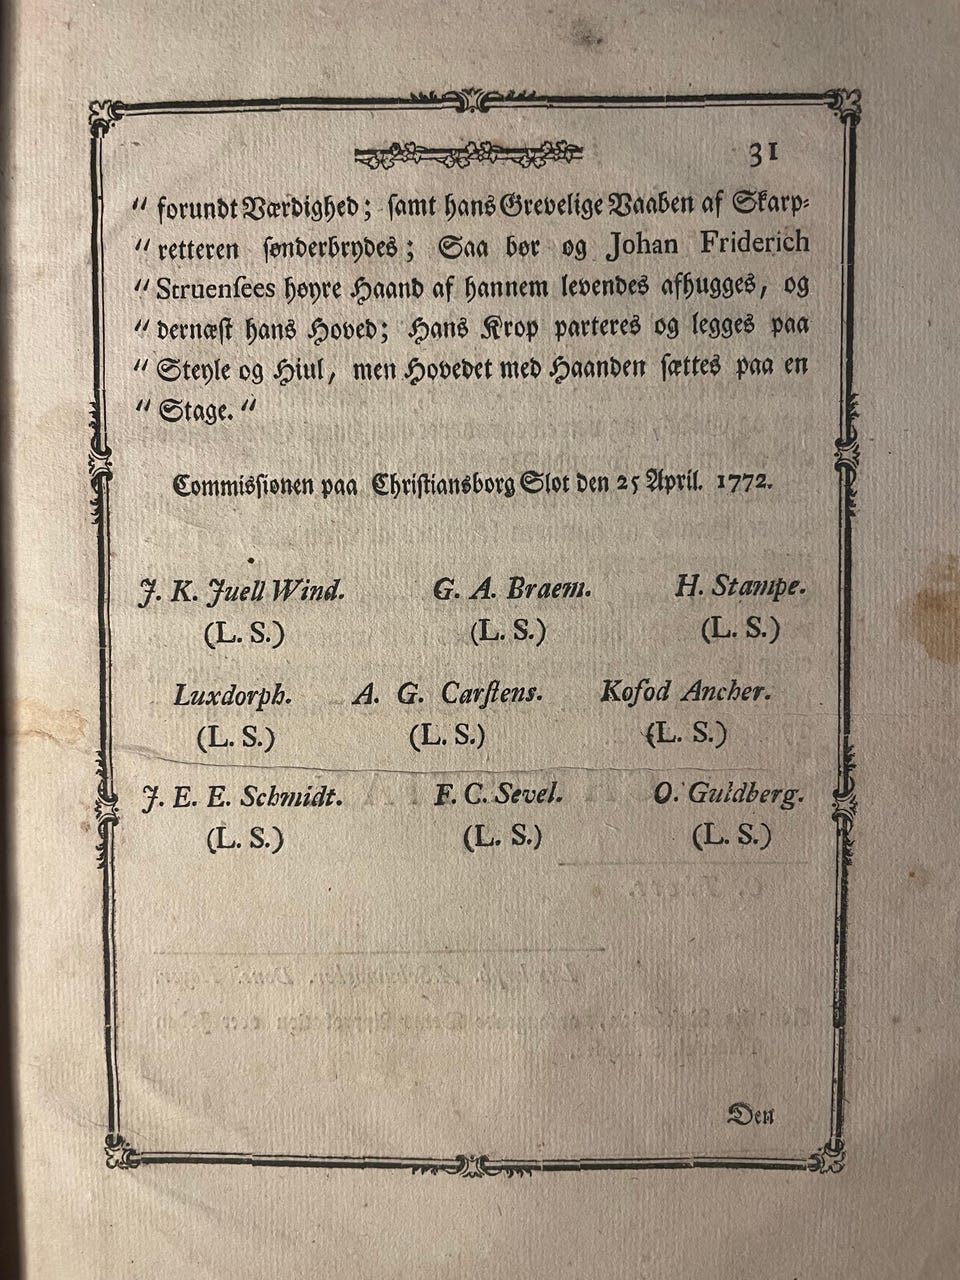 31
" forundt Værdighed; samt hans Grevelige Vaaben af Skarp-
" retteren sønderbrydes; Saa bør og Johan Friderich
" Struensees høyre Haand af hannem levendes afhugges, og
" dernæst hans Hoved; Hans Krop parteres og legges paa
" Steyle og Hiul, men Hovedet med Haanden sættes paa en
" Stage. "
Commissionen paa Christiansborg Slot den 25 April. 1772.
J. K. Juell Wind. G. A. Braem. H. Stampe.
(L. S.) (L. S.) (L. S.)
Luxdorph. A. G. Carstens. Kofod Ancher.
(L. S.) (L. S.) (L. S.)
J. E. E. Schmidt. F. C. Sevel. O. Guldberg.
(L. S.) (L. S.) (L. S.)
Den